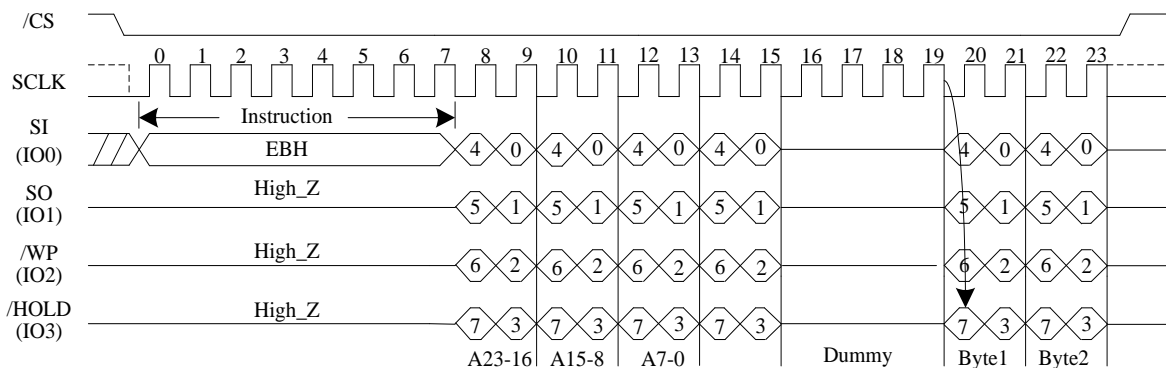 /CS
0 1 2 3 4 5 6 7 8 9 10 11 12 13 14 15 16 17 18 19 20 21 22 23
SCLK
Instruction
SI
(IO0)
EBH
4 0 4 0 4 0 4 0 4 0 4 0
SO
(IO1)
High_Z
5 1 5 1 5 1 5 1 5 1 5 1
/WP
(IO2)
High_Z
6 2 6 2 6 2 6 2 6 2 6 2
/HOLD
(IO3)
High_Z
7 3 7 3 7 3 7 3 7 3 7 3
A23-16 A15-8 A7-0 Dummy Byte1 Byte2